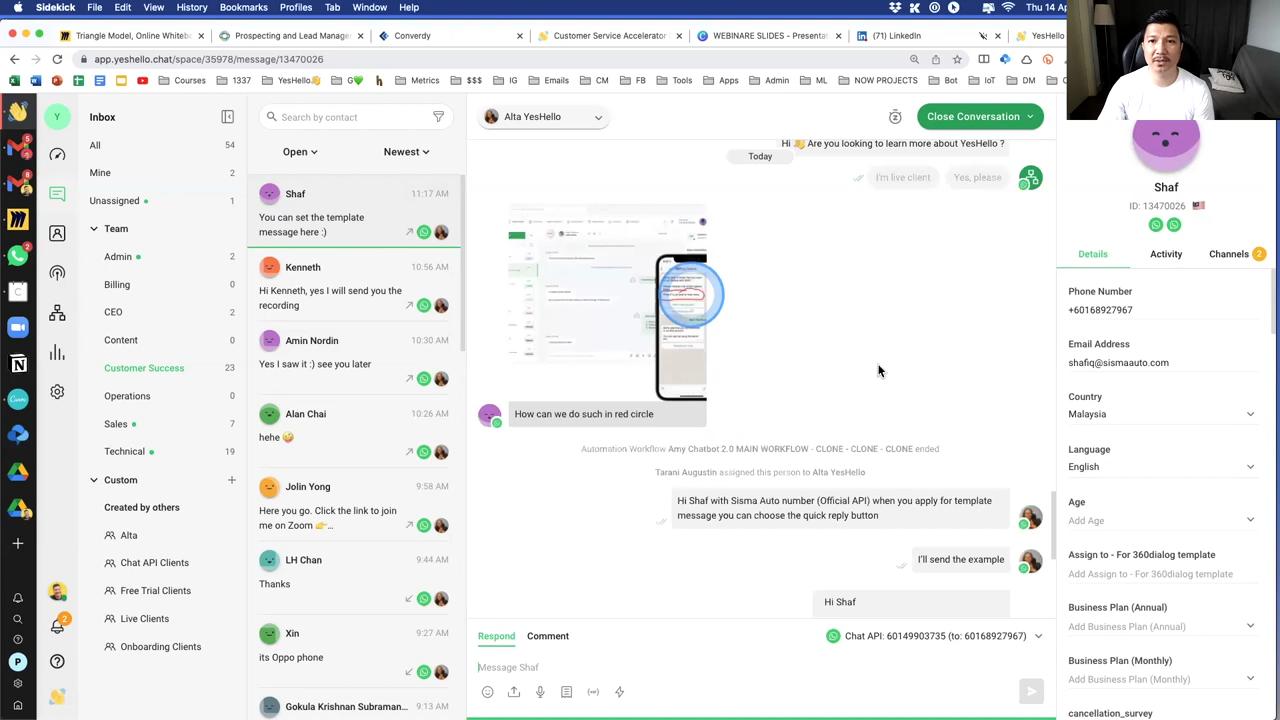 Chrome File Edit View History Bookmarks Profiles Tab Window Help
Triangle Model, Online Whitebo
Prospecting and Lead Manager
Converdy
Customer Service Accelerator
WEBINARE SLIDES - Presentat
(71) LinkedIn
YesHello
app.yeshello.chat/space/35978/message/13470026
Courses
1337
YesHello
G
Metrics
$$$
IG
Emails
CM
FB
Tools
Apps
Admin
ML
NOW PROJECTS
Bot
IoT
DM
5
8
2
C
P
Y
2
Inbox
All 54
Mine 2
Unassigned 1
Team
Admin 2
Billing 0
CEO 2
Content 0
Customer Success 23
Operations 0
Sales 7
Technical 19
Custom
Created by others
Alta
Chat API Clients
Free Trial Clients
Live Clients
Onboarding Clients
Search by contact
Open Newest
Shaf 11:17 AM
You can set the template
message here :)
Kenneth 10:56 AM
Hi Kenneth, yes I will send you the
recording
Armin Nordin 10:30 AM
Yes I saw it :) see you later
Alan Chai 10:26 AM
hehe
Jolin Yong 9:58 AM
Here you go. Click the link to join
me on Zoom
LH Chan 9:44 AM
Thanks
Xin 9:27 AM
its Oppo phone
Gokula Krishnan Subraman... 9:13 AM
Alta YesHello
Close Conversation
Hi Are you looking to learn more about YesHello ?
Today
I'm live client Yes, please
How can we do such in red circle
Automation Workflow Amy Chatbot 2.0 MAIN WORKFLOW - CLONE - CLONE - CLONE ended
Tarani Augustin assigned this person to Alta YesHello
Hi Shaf with Sisma Auto number (Official API) when you apply for template
message you can choose the quick reply button
I'll send the example
Hi Shaf
Respond Comment
Chat API: 60149903735 (to: 60168927967)
Message Shaf
Shaf
ID: 13470026
Details Activity Channels 2
Phone Number
+60168927967
Email Address
shafiq@sismaauto.com
Country
Malaysia
Language
English
Age
Add Age
Assign to - For 360dialog template
Add Assign to - For 360dialog template
Business Plan (Annual)
Add Business Plan (Annual)
Business Plan (Monthly)
Add Business Plan (Monthly)
cancellation_survey